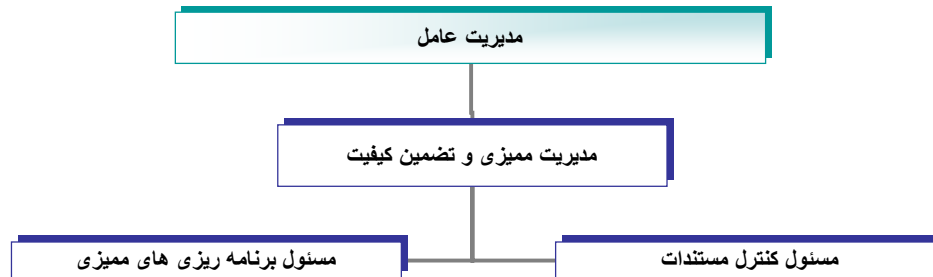 مدیریت عامل
مدیریت ممیزی و تضمین کیفیت
مسئول کنترل مستندات
مسئول برنامه ریزی های ممیزی